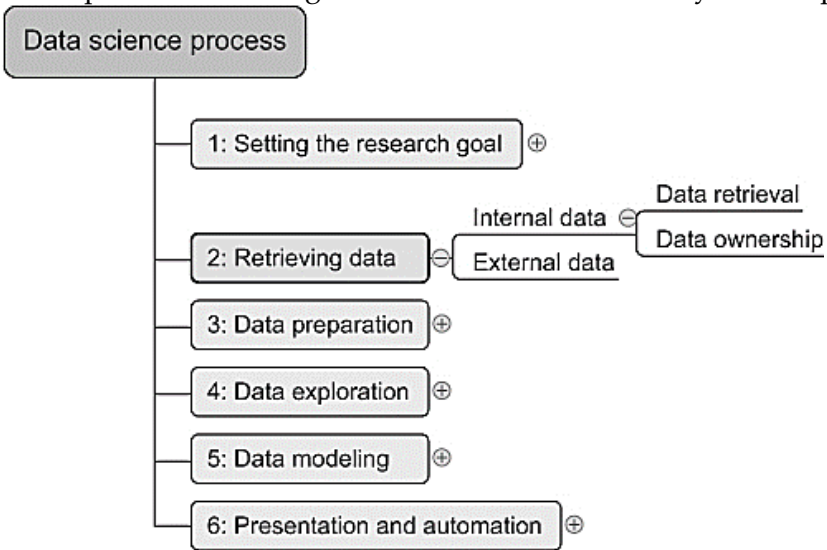 Data science process
1: Setting the research goal
Data retrieval
Internal data
Data ownership
2: Retrieving data
External data
3: Data preparation
4: Data exploration
5: Data modeling
6: Presentation and automation